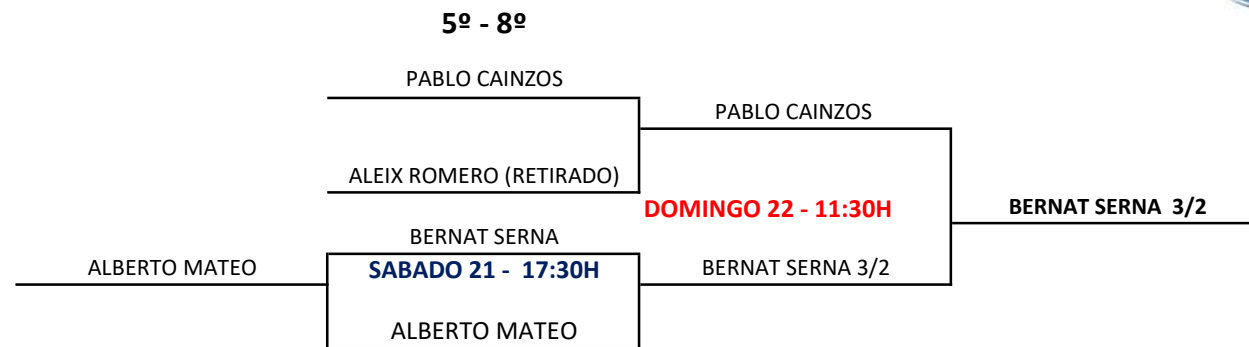 5º - 8º
PABLO CAINZOS
PABLO CAINZOS
ALEIX ROMERO (RETIRADO)
DOMINGO 22 - 11:30H
BERNAT SERNA 3/2
BERNAT SERNA
ALBERTO MATEO
SABADO 21 - 17:30H
BERNAT SERNA 3/2
ALBERTO MATEO